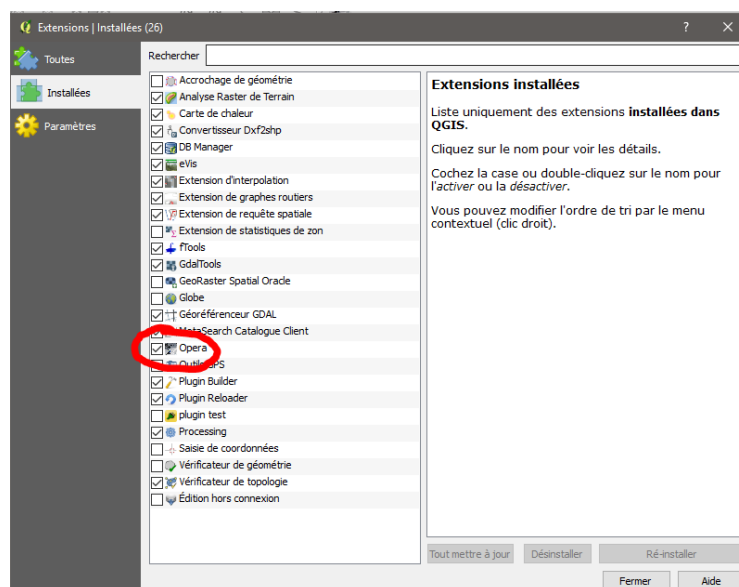 Extensions | Installées (26)
? X
Toutes
Installées
Paramètres
Rechercher
Accrochage de géométrie
Analyse Raster de Terrain
Carte de chaleur
Convertisseur Dxf2shp
DB Manager
eVis
Extension d'interpolation
Extension de graphes routiers
Extension de requête spatiale
Extension de statistiques de zon
fTools
GdalTools
GeoRaster Spatial Oracle
Globe
Géoréférenceur GDAL
MetaSearch Catalogue Client
Opera
Outils GPS
Plugin Builder
Plugin Reloader
plugin test
Processing
Saisie de coordonnées
Vérificateur de géométrie
Vérificateur de topologie
Édition hors connexion
Extensions installées
Liste uniquement des extensions installées dans
QGIS.
Cliquez sur le nom pour voir les détails.
Cochez la case ou double-cliquez sur le nom pour
l'activer ou la désactiver.
Vous pouvez modifier l'ordre de tri par le menu
contextuel (clic droit).
Tout mettre à jour
Désinstaller
Ré-installer
Fermer
Aide